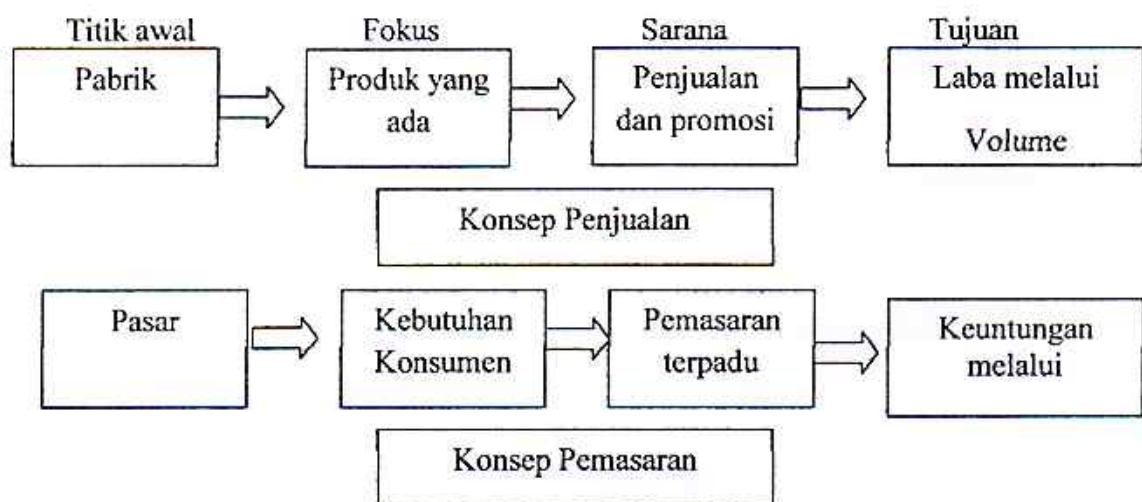 Titik awal Fokus Sarana Tujuan
Pabrik
Produk yang
ada
Penjualan
dan promosi
Laba melalui
Volume
Konsep Penjualan
Pasar
Kebutuhan
Konsumen
Pemasaran
terpadu
Keuntungan
melalui
Konsep Pemasaran